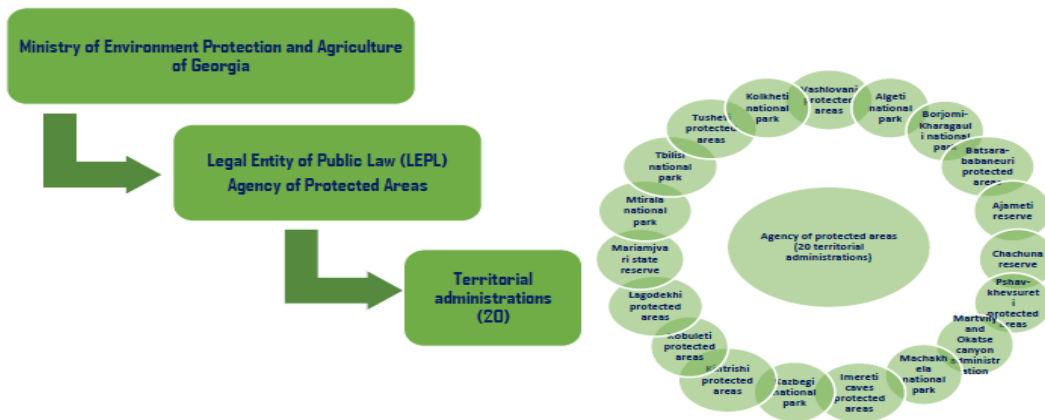 Ministry of Environment Protection and Agriculture
of Georgia
Legal Entity of Public Law (LEPL)
Agency of Protected Areas
Territorial
administrations
(20)
Agency of protected areas
(20 territorial
administrations)
Vashlovani
protected
areas
Algeti
national
park
Borjomi-
Kharagaul
i national
park
Batsara-
babaneuri
protected
areas
Ajameti
reserve
Chachuna
reserve
Pshav-
khevsuret
i
protected
areas
Martvily
and
Okatse
canyon
administr
ation
Machakh
ela
national
park
Imereti
caves
protected
areas
Kazbegi
national
park
Kintrishi
protected
areas
Kobuleti
protected
areas
Lagodekhi
protected
areas
Mariamjva
ri state
reserve
Mtirala
national
park
Tbilisi
national
park
Tusheti
protected
areas
Kolkheti
national
park